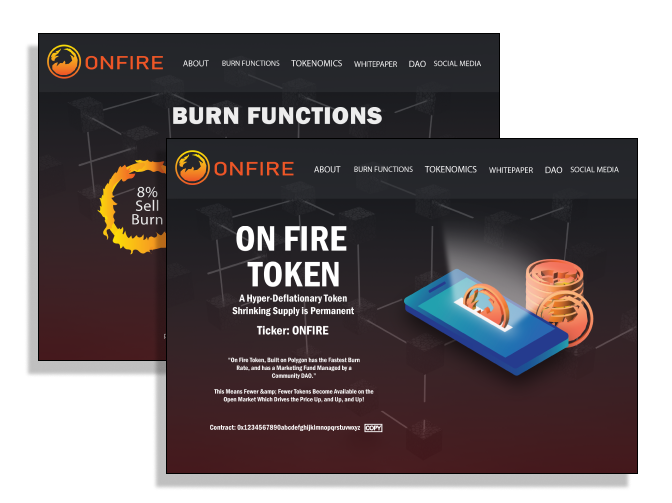 ONFIRE
ABOUT BURN FUNCTIONS TOKENOMICS WHITEPAPER DAO SOCIAL MEDIA
BURN FUNCTIONS
8%
Sell
Burn
ONFIRE
ABOUT BURN FUNCTIONS TOKENOMICS WHITEPAPER DAO SOCIAL MEDIA
ON FIRE
TOKEN
A Hyper-Deflationary Token
Shrinking Supply is Permanent
Ticker: ONFIRE
"On Fire Token, Built on Polygon has the Fastest Burn
Rate, and has a Marketing Fund Managed by a
Community DAO."
This Means Fewer &amp; Fewer Tokens Become Available on the
Open Market Which Drives the Price Up, and Up, and Up!
Contract: 0x1234567890abcdefghijklmnopqrstuvwxyz COPY